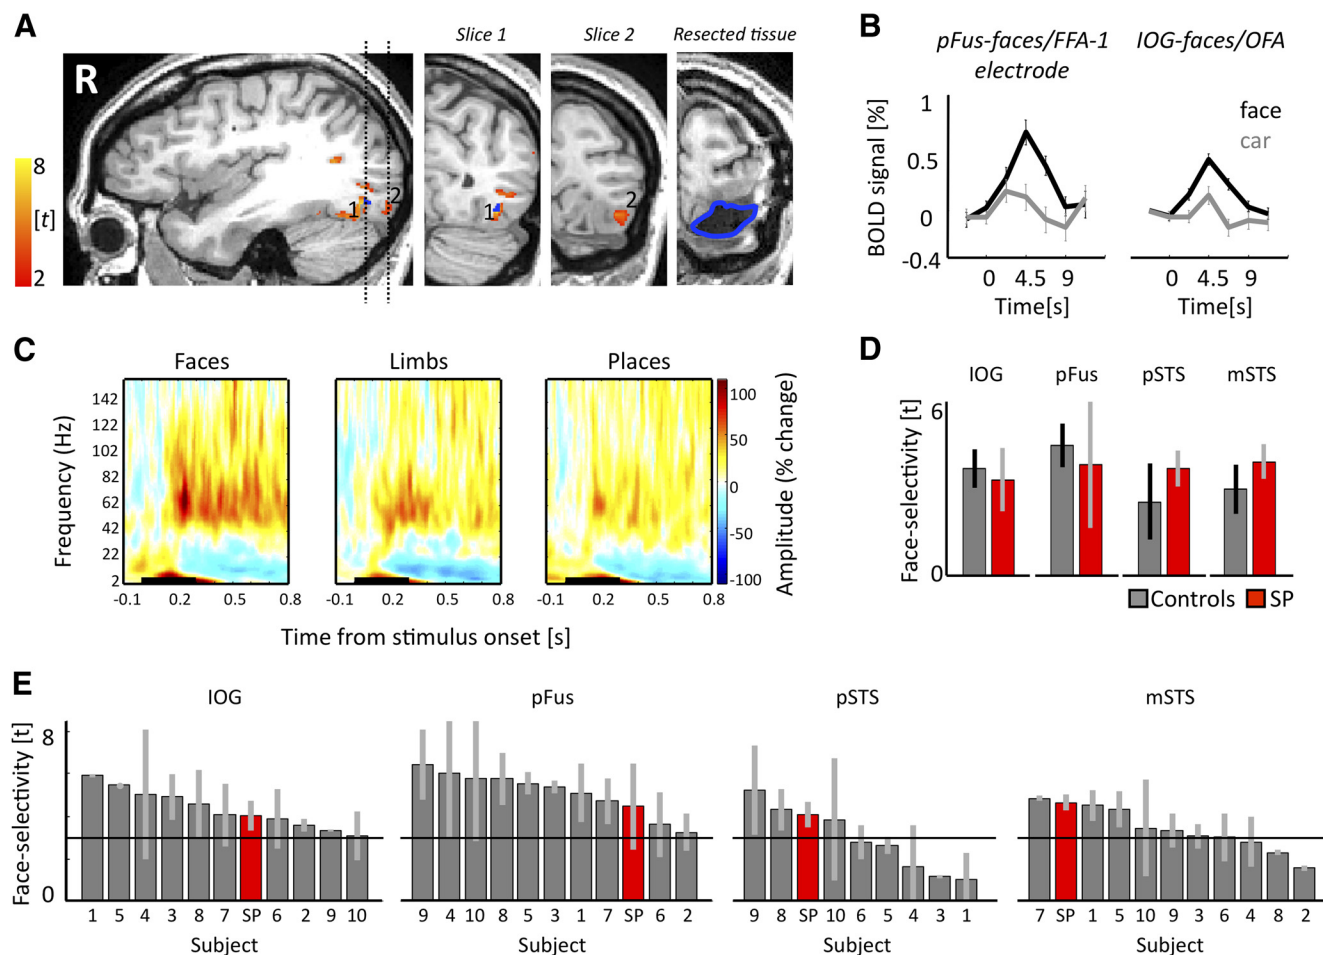 A
Slice 1
Slice 2
Resected tissue
R
8
[t]
2
1
2
1
2
B
pFus-faces/FFA-1
electrode
IOG-faces/OFA
BOLD signal [%]
1
0.5
0
-0.4
face
car
0 4.5 9
Time[s]
0 4.5 9
Time[s]
C
Faces
Limbs
Places
Frequency (Hz)
142
122
102
82
62
42
22
2
-0.1 0.2 0.5 0.8
-0.1 0.2 0.5 0.8
-0.1 0.2 0.5 0.8
Time from stimulus onset [s]
100
50
0
-50
-100
Amplitude (% change)
D
IOG
pFus
pSTS
mSTS
Face-selectivity [t]
6
0
Controls
SP
E
IOG
pFus
pSTS
mSTS
Face-selectivity [t]
8
0
1 5 4 3 8 7 SP 6 2 9 10
Subject
9 4 10 8 5 3 1 7 SP 6 2
Subject
9 8 SP 10 6 5 4 3 1
Subject
7 SP 1 5 10 9 3 6 4 8 2
Subject